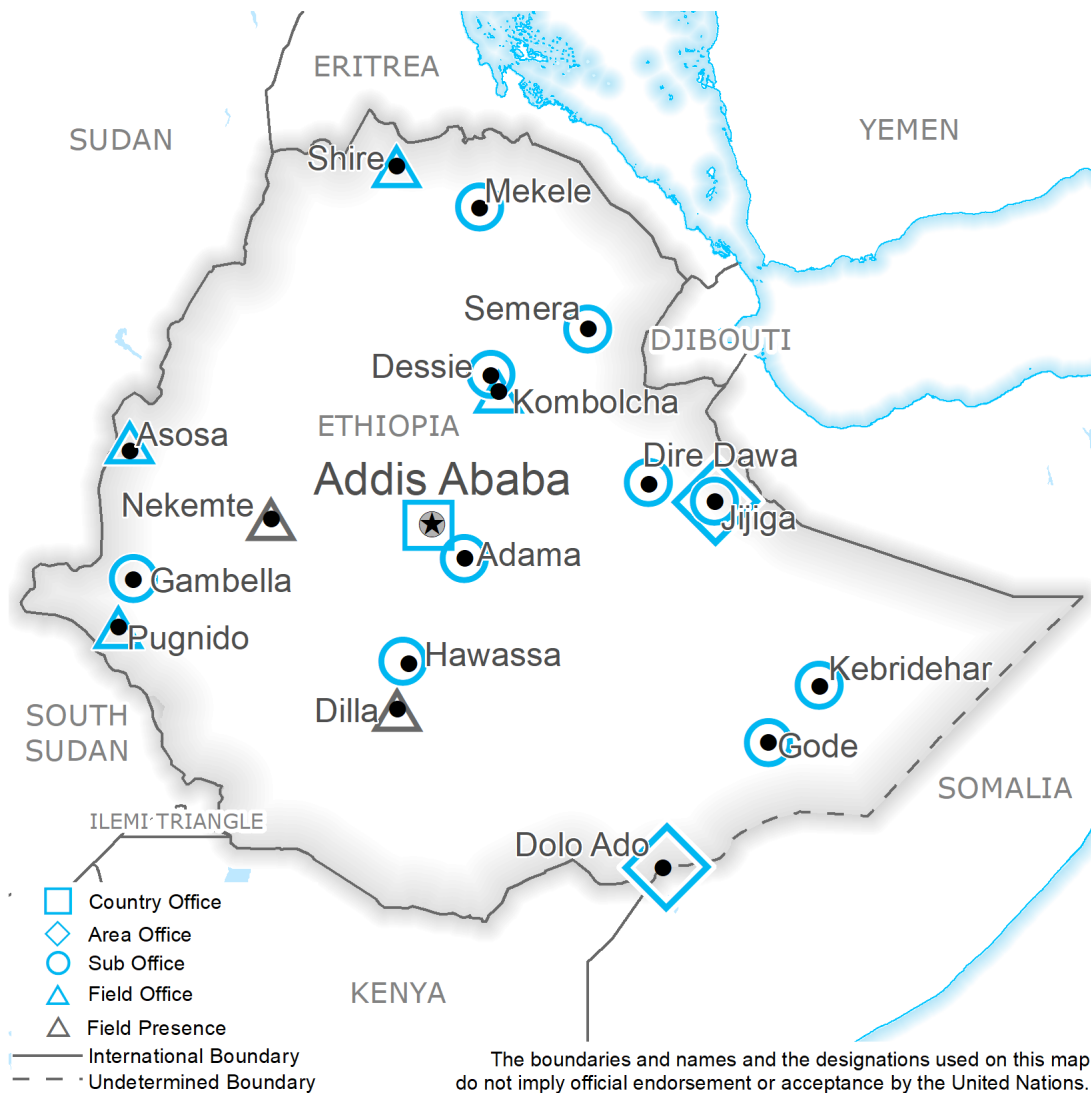 ERITREA
SUDAN
YEMEN
Shire
Mekele
Semera
DJIBOUTI
Dessie
Kombolcha
ETHIOPIA
Asosa
Dire Dawa
Addis Ababa
Nekemte
Jijiga
Adama
Gambella
Pugnido
Hawassa
Kebridehar
Dilla
SOUTH
SUDAN
Gode
SOMALIA
ILEMI TRIANGLE
Dolo Ado
Country Office
Area Office
Sub Office
Field Office
KENYA
Field Presence
International Boundary
Undetermined Boundary
The boundaries and names and the designations used on this map
do not imply official endorsement or acceptance by the United Nations.